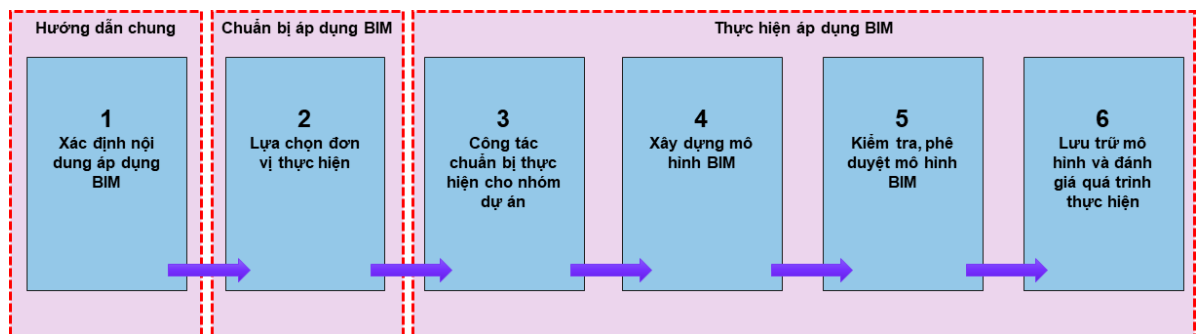 Hướng dẫn chung
Chuẩn bị áp dụng BIM
Thực hiện áp dụng BIM
1
Xác định nội
dung áp dụng
BIM
2
Lựa chọn đơn
vị thực hiện
3
Công tác
chuẩn bị thực
hiện cho nhóm
dự án
4
Xây dựng mô
hình BIM
5
Kiểm tra, phê
duyệt mô hình
BIM
6
Lưu trữ mô
hình và đánh
giá quá trình
thực hiện